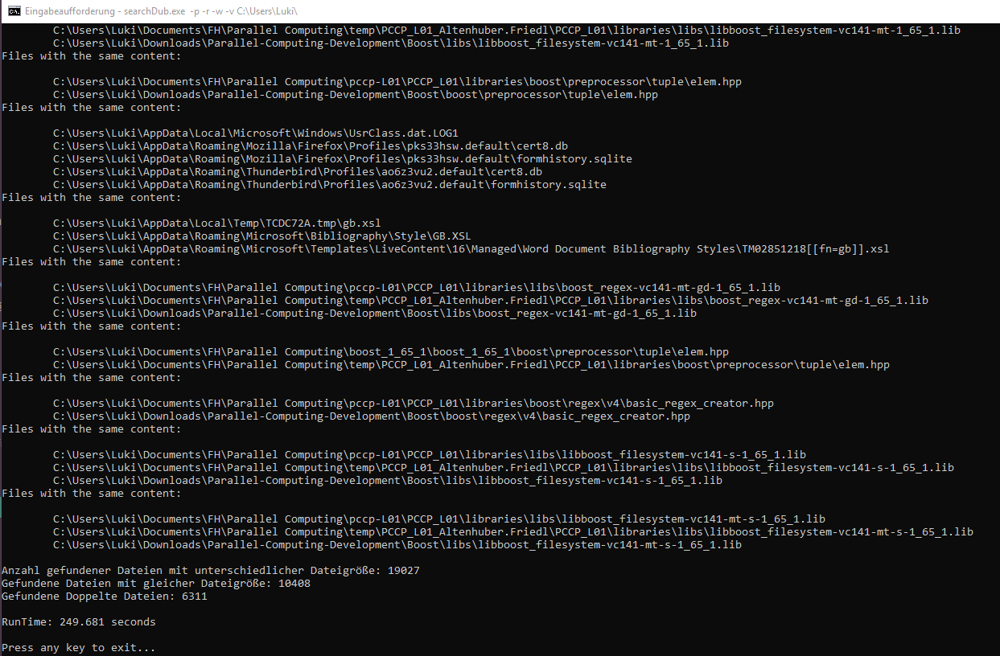 Eingabeaufforderung - searchDub.exe -p -r -w -v C:\Users\Luki\
C:\Users\Luki\Documents\FH\Parallel Computing\temp\PCCP_L01_Altenhuber.Friedl\PCCP_L01\libraries\libs\libboost_filesystem-vc141-mt-1_65_1.lib
C:\Users\Luki\Downloads\Parallel-Computing-Development\Boost\libs\libboost_filesystem-vc141-mt-1_65_1.lib
Files with the same content:
C:\Users\Luki\Documents\FH\Parallel Computing\pccp-L01\PCCP_L01\libraries\boost\preprocessor\tuple\elem.hpp
C:\Users\Luki\Downloads\Parallel-Computing-Development\Boost\boost\preprocessor\tuple\elem.hpp
Files with the same content:
C:\Users\Luki\AppData\Local\Microsoft\Windows\UsrClass.dat.LOG1
C:\Users\Luki\AppData\Roaming\Mozilla\Firefox\Profiles\pks33hsw.default\cert8.db
C:\Users\Luki\AppData\Roaming\Mozilla\Firefox\Profiles\pks33hsw.default\formhistory.sqlite
C:\Users\Luki\AppData\Roaming\Thunderbird\Profiles\ao6z3vu2.default\cert8.db
C:\Users\Luki\AppData\Roaming\Thunderbird\Profiles\ao6z3vu2.default\formhistory.sqlite
Files with the same content:
C:\Users\Luki\AppData\Local\Temp\TCDC72A.tmp\gb.xsl
C:\Users\Luki\AppData\Roaming\Microsoft\Bibliography\Style\GB.XSL
C:\Users\Luki\AppData\Roaming\Microsoft\Templates\LiveContent\16\Managed\Word Document Bibliography Styles\TM02851218[[fn=gb]].xsl
Files with the same content:
C:\Users\Luki\Documents\FH\Parallel Computing\pccp-L01\PCCP_L01\libraries\libs\boost_regex-vc141-mt-gd-1_65_1.lib
C:\Users\Luki\Documents\FH\Parallel Computing\temp\PCCP_L01_Altenhuber.Friedl\PCCP_L01\libraries\libs\boost_regex-vc141-mt-gd-1_65_1.lib
C:\Users\Luki\Downloads\Parallel-Computing-Development\Boost\libs\boost_regex-vc141-mt-gd-1_65_1.lib
Files with the same content:
C:\Users\Luki\Documents\FH\Parallel Computing\boost_1_65_1\boost_1_65_1\boost\preprocessor\tuple\elem.hpp
C:\Users\Luki\Documents\FH\Parallel Computing\temp\PCCP_L01_Altenhuber.Friedl\PCCP_L01\libraries\boost\preprocessor\tuple\elem.hpp
Files with the same content:
C:\Users\Luki\Documents\FH\Parallel Computing\pccp-L01\PCCP_L01\libraries\boost\regex\v4\basic_regex_creator.hpp
C:\Users\Luki\Downloads\Parallel-Computing-Development\Boost\boost\regex\v4\basic_regex_creator.hpp
Files with the same content:
C:\Users\Luki\Documents\FH\Parallel Computing\pccp-L01\PCCP_L01\libraries\libs\libboost_filesystem-vc141-s-1_65_1.lib
C:\Users\Luki\Documents\FH\Parallel Computing\temp\PCCP_L01_Altenhuber.Friedl\PCCP_L01\libraries\libs\libboost_filesystem-vc141-s-1_65_1.lib
C:\Users\Luki\Downloads\Parallel-Computing-Development\Boost\libs\libboost_filesystem-vc141-s-1_65_1.lib
Files with the same content:
C:\Users\Luki\Documents\FH\Parallel Computing\pccp-L01\PCCP_L01\libraries\libs\libboost_filesystem-vc141-mt-s-1_65_1.lib
C:\Users\Luki\Documents\FH\Parallel Computing\temp\PCCP_L01_Altenhuber.Friedl\PCCP_L01\libraries\libs\libboost_filesystem-vc141-mt-s-1_65_1.lib
C:\Users\Luki\Downloads\Parallel-Computing-Development\Boost\libs\libboost_filesystem-vc141-mt-s-1_65_1.lib
Anzahl gefundener Dateien mit unterschiedlicher Dateigröße: 19027
Gefundene Dateien mit gleicher Dateigröße: 10408
Gefundene Doppelte Dateien: 6311
RunTime: 249.681 seconds
Press any key to exit...